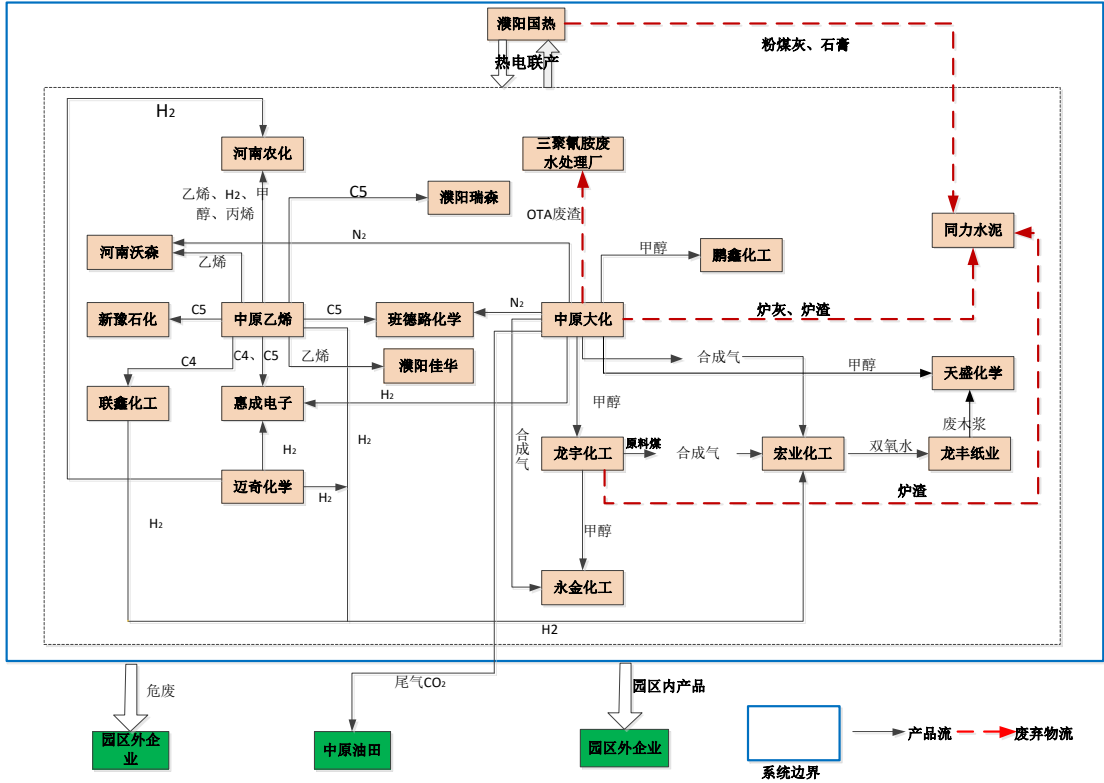 濮阳国热
粉煤灰、石膏
热电联产
H₂
河南农化
三聚氰胺废
水处理厂
乙烯、H₂、甲
醇、丙烯
C5
濮阳瑞森
OTA废渣
同力水泥
N₂
河南沃森
乙烯
甲醇
鹏鑫化工
新豫石化
C5
中原乙烯
C5
班德路化学
N₂
中原大化
炉灰、炉渣
C4
C4、C5
乙烯
濮阳佳华
合成气
甲醇
天盛化学
联鑫化工
惠成电子
H₂
甲醇
废木浆
合
成
气
H₂
H₂
龙宇化工
原料煤
合成气
宏业化工
双氧水
龙丰纸业
迈奇化学
H₂
炉渣
H₂
甲醇
永金化工
H2
危废
尾气CO₂
园区内产品
园区外企
业
中原油田
园区外企业
产品流
废弃物流
系统边界